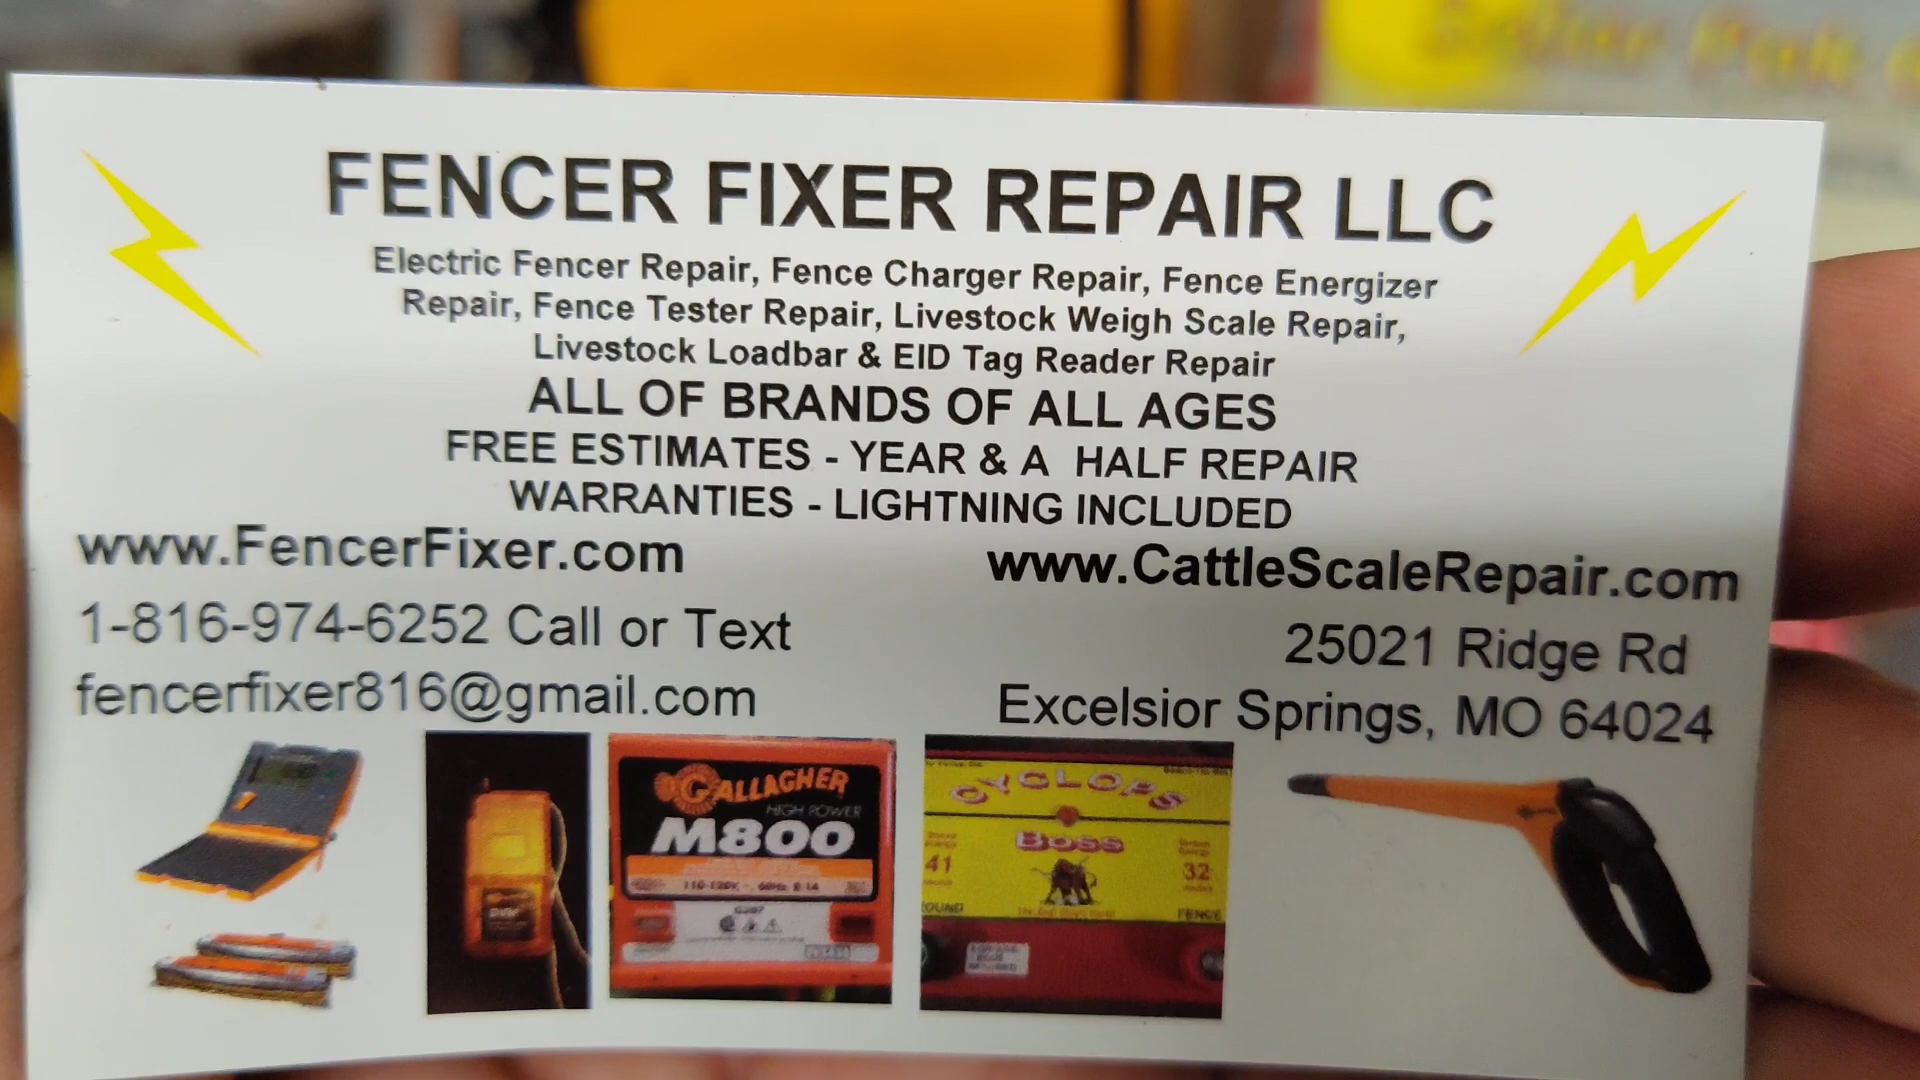 FENCER FIXER REPAIR LLC
Electric Fencer Repair, Fence Charger Repair, Fence Energizer
Repair, Fence Tester Repair, Livestock Weigh Scale Repair,
Livestock Loadbar & EID Tag Reader Repair
ALL OF BRANDS OF ALL AGES
FREE ESTIMATES - YEAR & A HALF REPAIR
WARRANTIES - LIGHTNING INCLUDED
www.FencerFixer.com
www.CattleScaleRepair.com
1-816-974-6252 Call or Text
25021 Ridge Rd
fencerfixer816@gmail.com
Excelsior Springs, MO 64024
GALLAGHER
HIGH POWER
M800
CYCLOPS
BOSS
41
32
FENCE